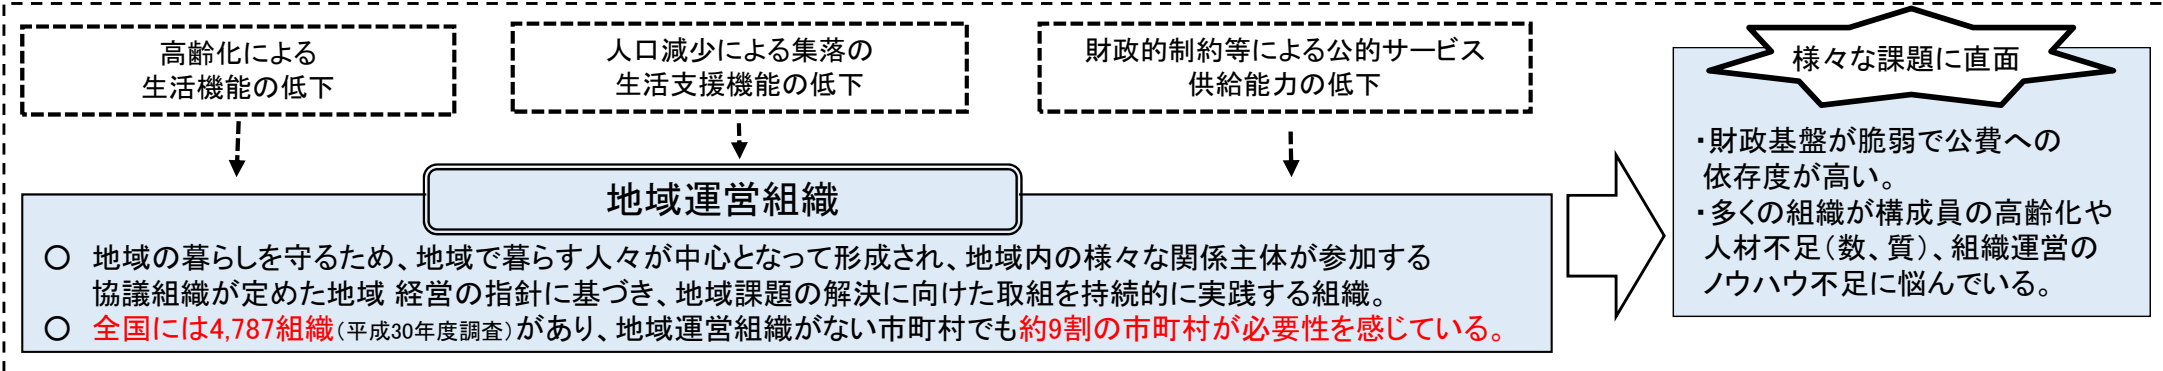 高齢化による
生活機能の低下
人口減少による集落の
生活支援機能の低下
財政的制約等による公的サービス
供給能力の低下
地域運営組織
○ 地域の暮らしを守るため、地域で暮らす人々が中心となって形成され、地域内の様々な関係主体が参加する
協議組織が定めた地域 経営の指針に基づき、地域課題の解決に向けた取組を持続的に実践する組織。
○ 全国には4,787組織(平成30年度調査)があり、地域運営組織がない市町村でも約9割の市町村が必要性を感じている。
様々な課題に直面
・財政基盤が脆弱で公費への
依存度が高い。
・多くの組織が構成員の高齢化や
人材不足(数、質)、組織運営の
ノウハウ不足に悩んでいる。